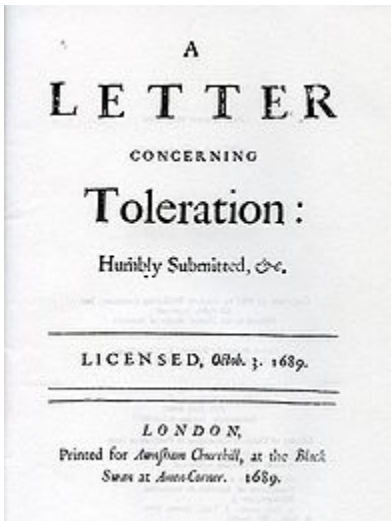 A
LETTER
CONCERNING
Toleration :
Humbly Submitted, &c.
LICENSED, Octob. 3. 1689.
LONDON,
Printed for Awnsham Churchill, at the Black
Swan at Amen-Corner. 1689.